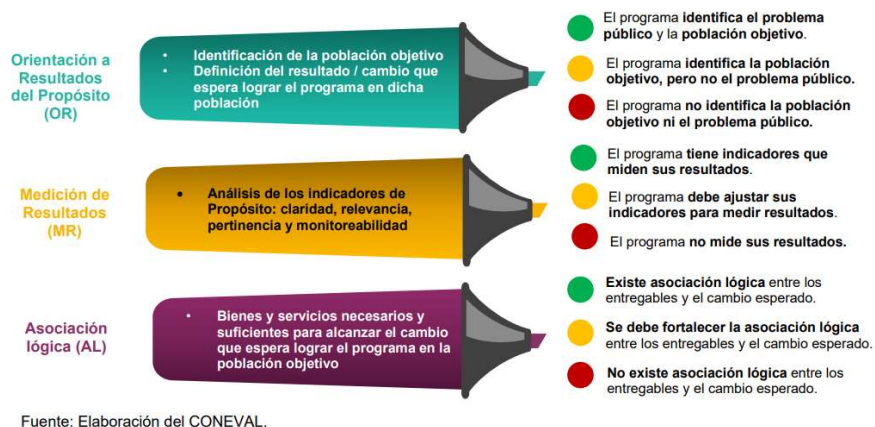 Orientación a
Resultados
del Propósito
(OR)
• Identificación de la población objetivo
• Definición del resultado / cambio que
espera lograr el programa en dicha
población
El programa identifica el problema
público y la población objetivo.
El programa identifica la población
objetivo, pero no el problema público.
El programa no identifica la población
objetivo ni el problema público.
Medición de
Resultados
(MR)
• Análisis de los indicadores de
Propósito: claridad, relevancia,
pertinencia y monitoreabilidad
El programa tiene indicadores que
miden sus resultados.
El programa debe ajustar sus
indicadores para medir resultados.
El programa no mide sus resultados.
Asociación
lógica (AL)
• Bienes y servicios necesarios y
suficientes para alcanzar el cambio
que espera lograr el programa en la
población objetivo
Existe asociación lógica entre los
entregables y el cambio esperado.
Se debe fortalecer la asociación lógica
entre los entregables y el cambio esperado.
No existe asociación lógica entre los
entregables y el cambio esperado.
Fuente: Elaboración del CONEVAL.